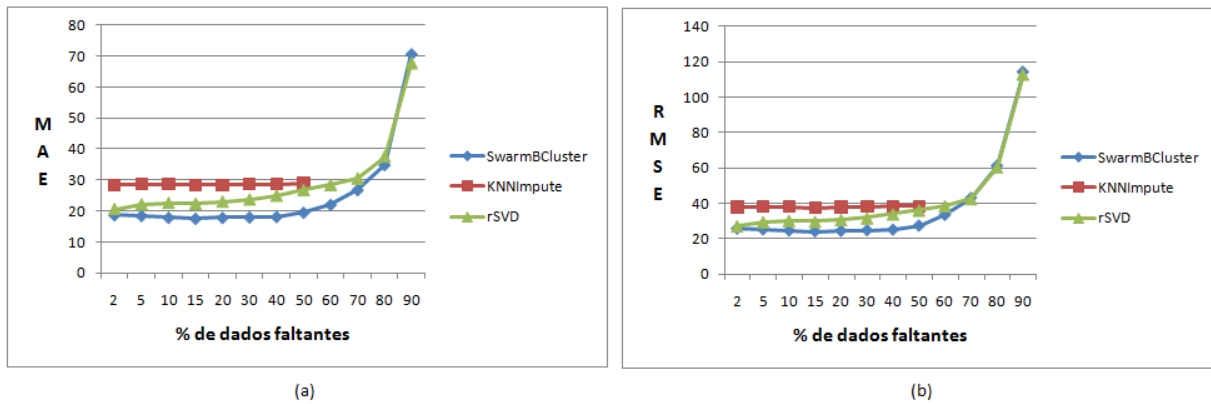 80
70
60
50
40
30
20
10
0
M
A
E
2 5 10 15 20 30 40 50 60 70 80 90
% de dados faltantes
SwarmBCluster
KNNImpute
rSVD
(a)
140
120
100
80
60
40
20
0
R
M
S
E
2 5 10 15 20 30 40 50 60 70 80 90
% de dados faltantes
SwarmBCluster
KNNImpute
rSVD
(b)